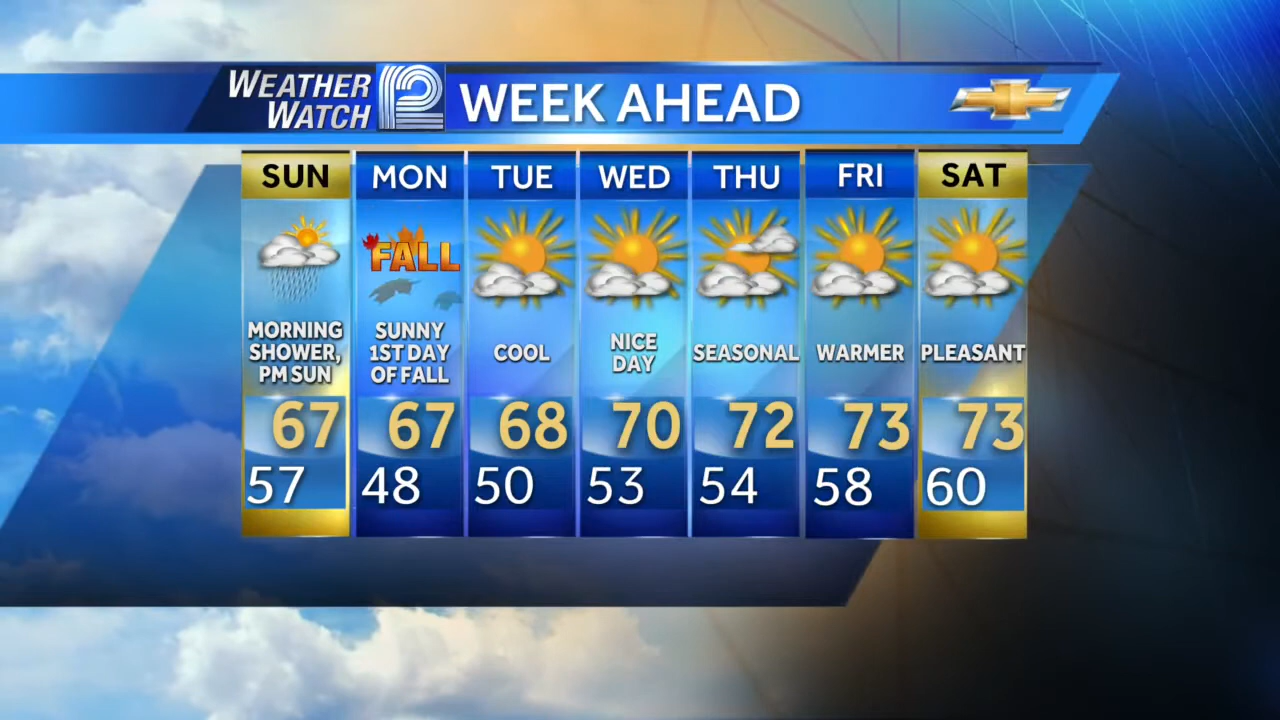 WEATHER
WATCH 12 WEEK AHEAD
SUN MON TUE WED THU FRI SAT
FALL
MORNING
SHOWER,
PM SUN
SUNNY
1ST DAY
OF FALL
COOL
NICE
DAY
SEASONAL
WARMER
PLEASANT
67 67 68 70 72 73 73
57 48 50 53 54 58 60